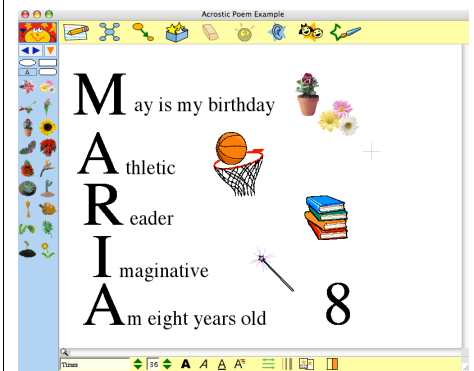 Acrostic Poem Example
May is my birthday
Athletic
Reader
Imaginative
Am eight years old 8
Times 36 A A A A